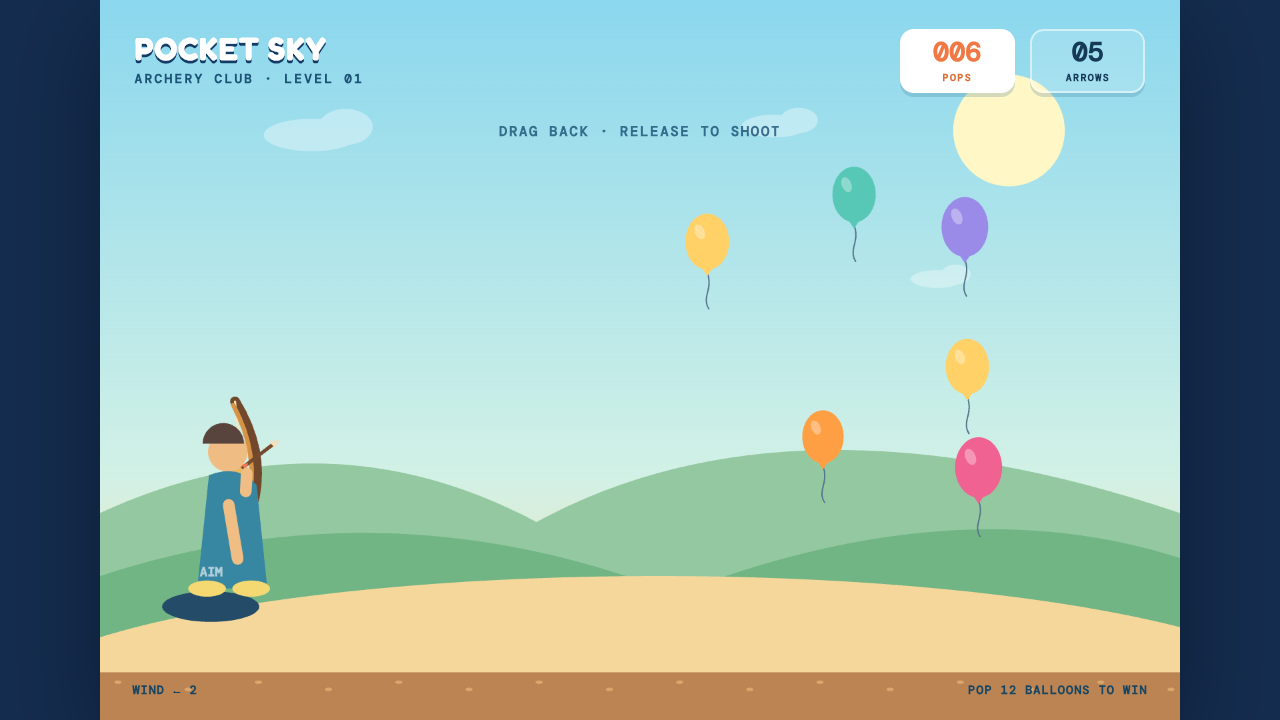 POCKET SKY
ARCHERY CLUB · LEVEL 01
006
POPS
05
ARROWS
DRAG BACK · RELEASE TO SHOOT
AIM
WIND ← 2
POP 12 BALLOONS TO WIN